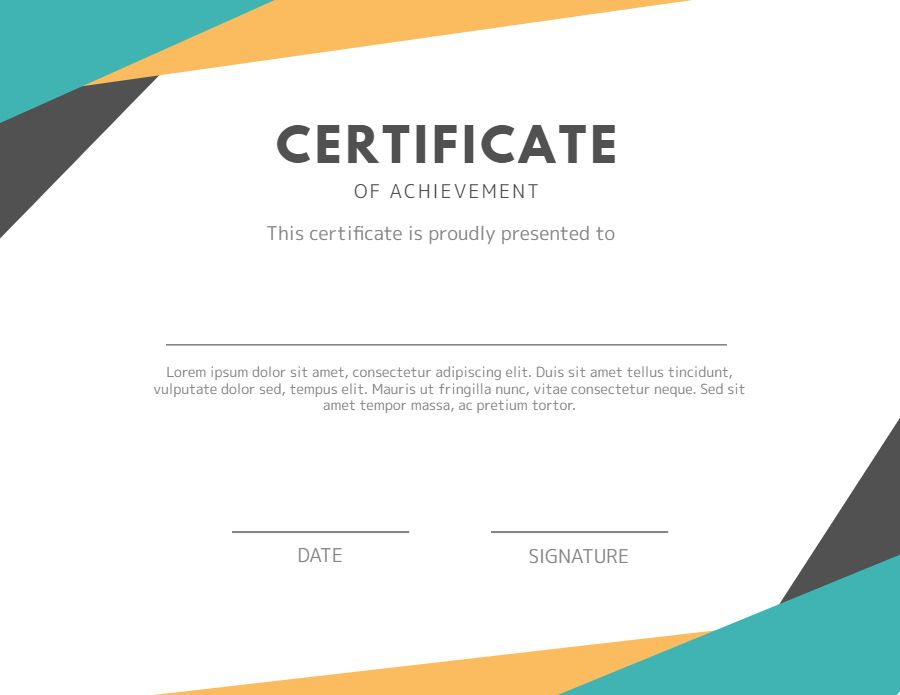 CERTIFICATE
OF ACHIEVEMENT
This certificate is proudly presented to
Lorem ipsum dolor sit amet, consectetur adipiscing elit. Duis sit amet tellus tincidunt,
vulputate dolor sed, tempus elit. Mauris ut fringilla nunc, vitae consectetur neque. Sed sit
amet tempor massa, ac pretium tortor.
DATE SIGNATURE